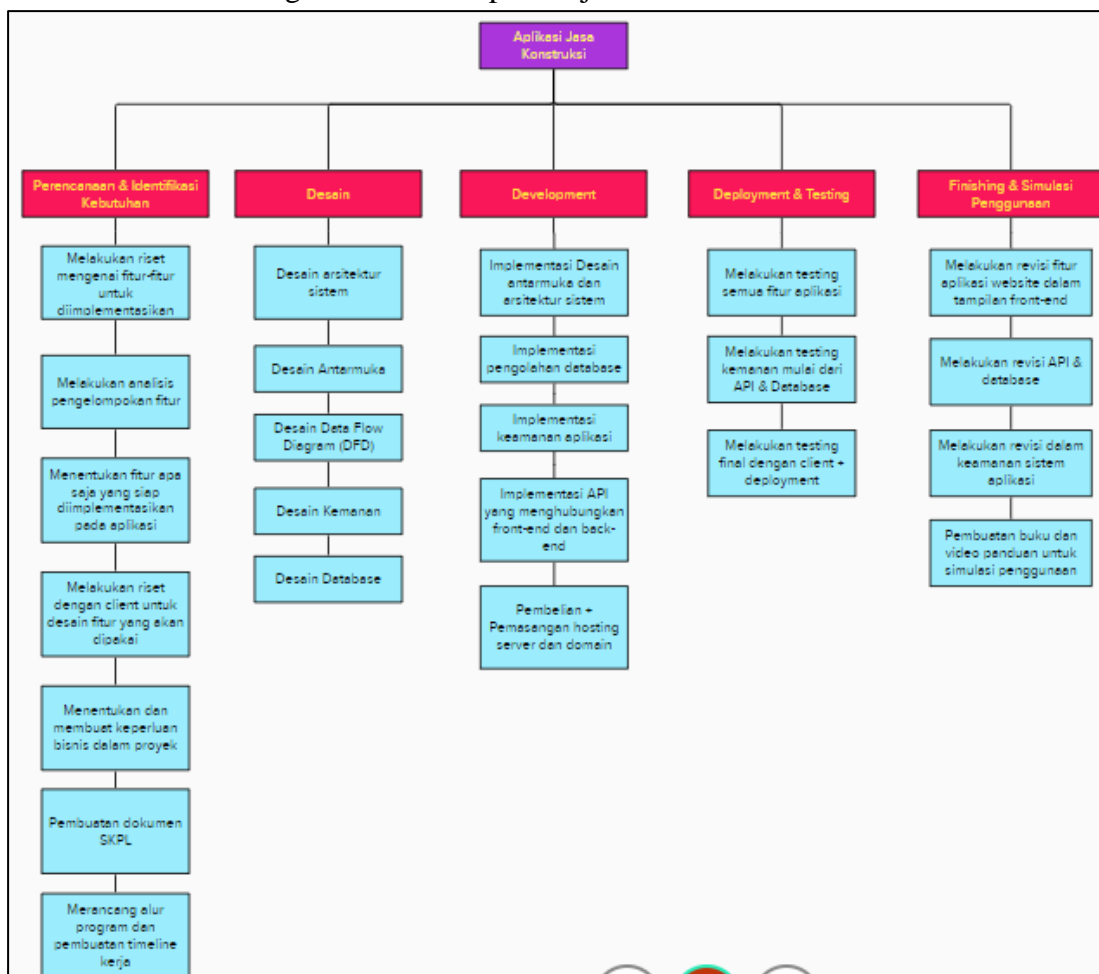 Aplikasi Jasa
Konstruksi
Perencanaan & Identifikasi
Kebutuhan
Melakukan riset
mengenai fitur-fitur
untuk
diimplementasikan
Melakukan analisis
pengelompokan fitur
Menentukan fitur apa
saja yang siap
diimplementasikan
pada aplikasi
Melakukan riset
dengan client untuk
desain fitur yang akan
dipakai
Menentukan dan
membuat keperluan
bisnis dalam proyek
Pembuatan dokumen
SKPL
Merancang alur
program dan
pembuatan timeline
kerja
Desain
Desain arsitektur
sistem
Desain Antarmuka
Desain Data Flow
Diagram (DFD)
Desain Kemanan
Desain Database
Development
Implementasi Desain
antarmuka dan
arsitektur sistem
Implementasi
pengolahan database
Implementasi
keamanan aplikasi
Implementasi API
yang menghubungkan
front-end dan back-
end
Pembelian +
Pemasangan hosting
server dan domain
Deployment & Testing
Melakukan testing
semua fitur aplikasi
Melakukan testing
kemanan mulai dari
API & Database
Melakukan testing
final dengan client +
deployment
Finishing & Simulasi
Penggunaan
Melakukan revisi fitur
aplikasi website dalam
tampilan front-end
Melakukan revisi API &
database
Melakukan revisi dalam
keamanan sistem
aplikasi
Pembuatan buku dan
video panduan untuk
simulasi penggunaan